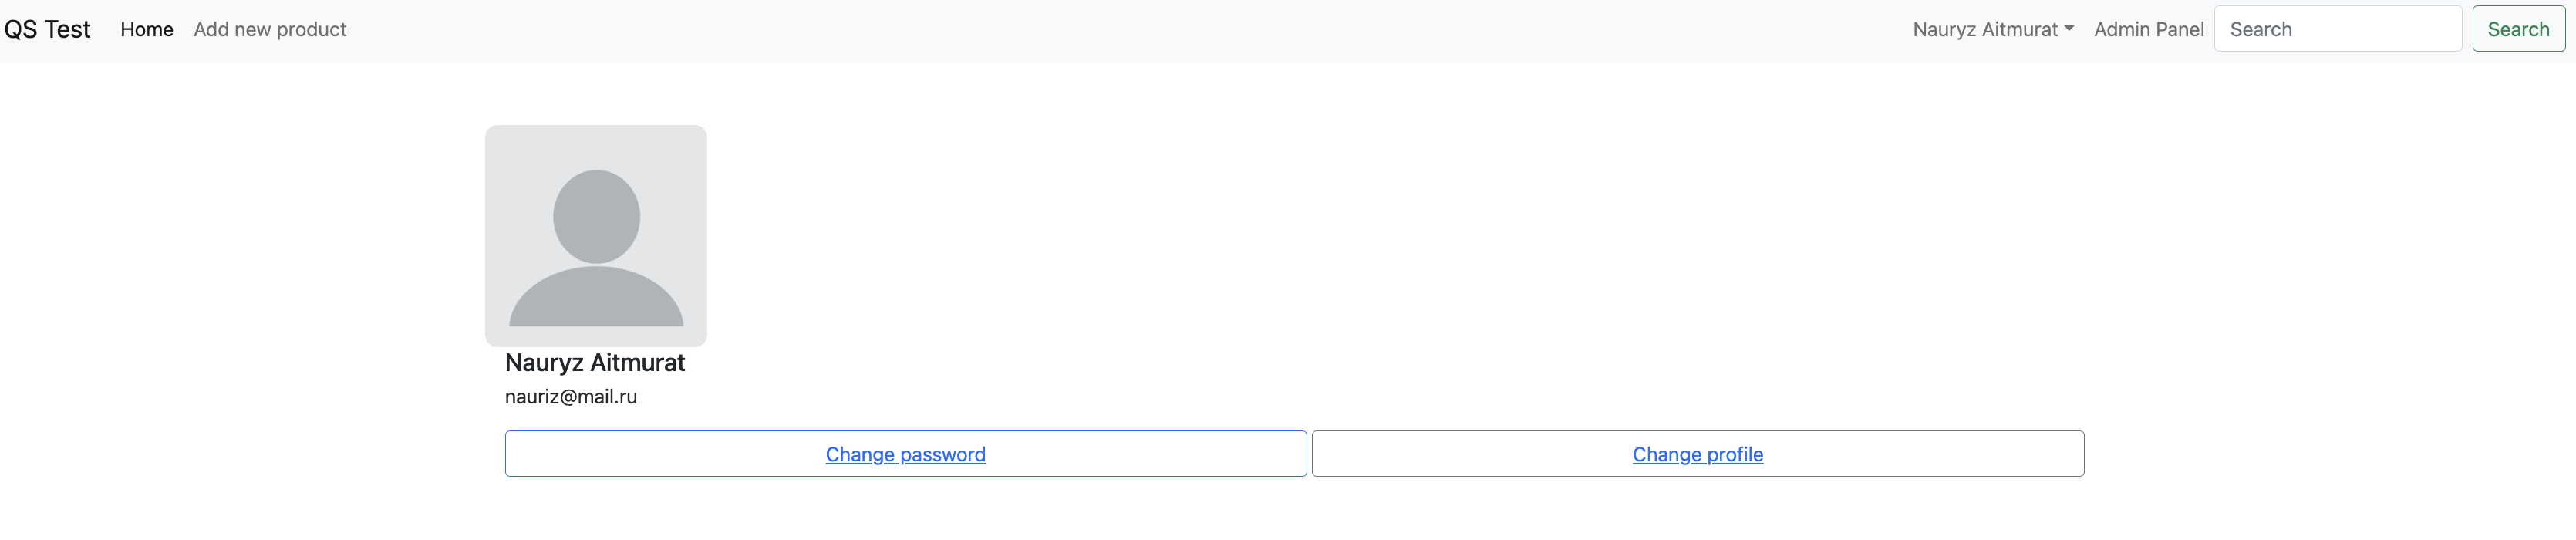 QS Test Home Add new product Nauryz Aitmurat Admin Panel Search Search
Nauryz Aitmurat
nauriz@mail.ru
Change password Change profile